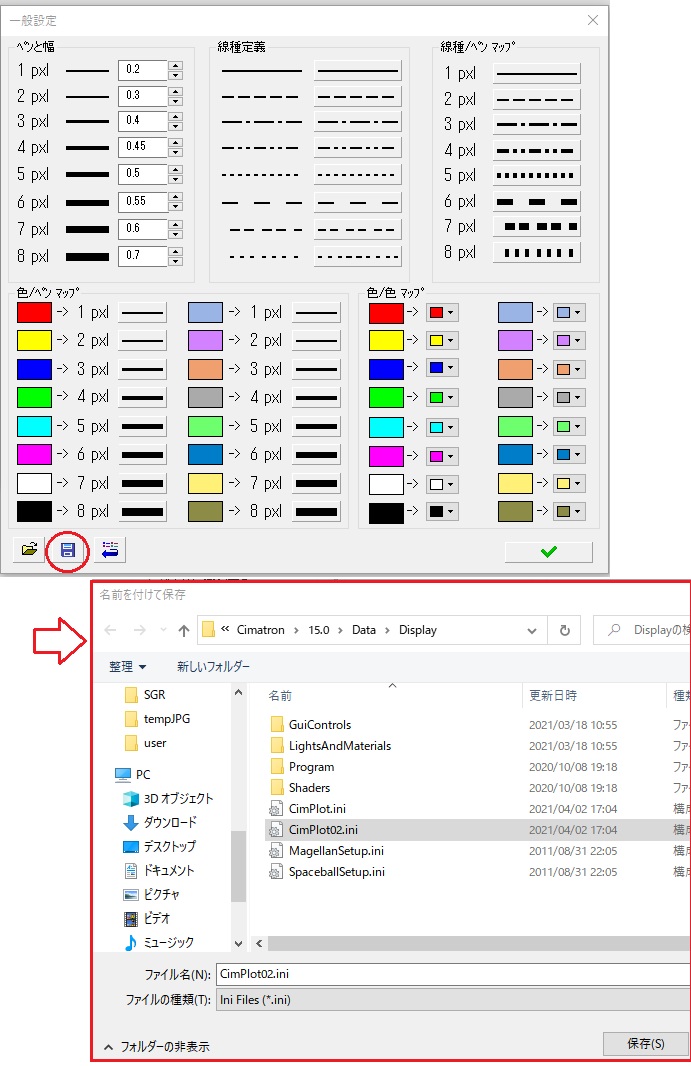 一般設定
ペンと幅
線種定義
線種/ペン マップ
1 pxl 0.2
2 pxl 0.3
3 pxl 0.4
4 pxl 0.45
5 pxl 0.5
6 pxl 0.55
7 pxl 0.6
8 pxl 0.7
1 pxl
2 pxl
3 pxl
4 pxl
5 pxl
6 pxl
7 pxl
8 pxl
色/ペン マップ
色/色 マップ
-> 1 pxl -> 1 pxl -> ->
-> 2 pxl -> 2 pxl -> ->
-> 3 pxl -> 3 pxl -> ->
-> 4 pxl -> 4 pxl -> ->
-> 5 pxl -> 5 pxl -> ->
-> 6 pxl -> 6 pxl -> ->
-> 7 pxl -> 7 pxl -> ->
-> 8 pxl -> 8 pxl -> ->
名前を付けて保存
« Cimatron › 15.0 › Data › Display
Displayの検
整理 新しいフォルダー
SGR
tempJPG
user
PC
3D オブジェクト
ダウンロード
デスクトップ
ドキュメント
ピクチャ
ビデオ
ミュージック
名前 更新日時 種類
GuiControls 2021/03/18 10:55 ファ
LightsAndMaterials 2021/03/18 10:55 ファ
Program 2020/10/08 19:18 ファ
Shaders 2020/10/08 19:18 ファ
CimPlot.ini 2021/04/02 17:04 構成
CimPlot02.ini 2021/04/02 17:04 構成
MagellanSetup.ini 2011/08/31 22:05 構成
SpaceballSetup.ini 2011/08/31 22:05 構成
ファイル名(N): CimPlot02.ini
ファイルの種類(T): Ini Files (*.ini)
フォルダーの非表示
保存(S)